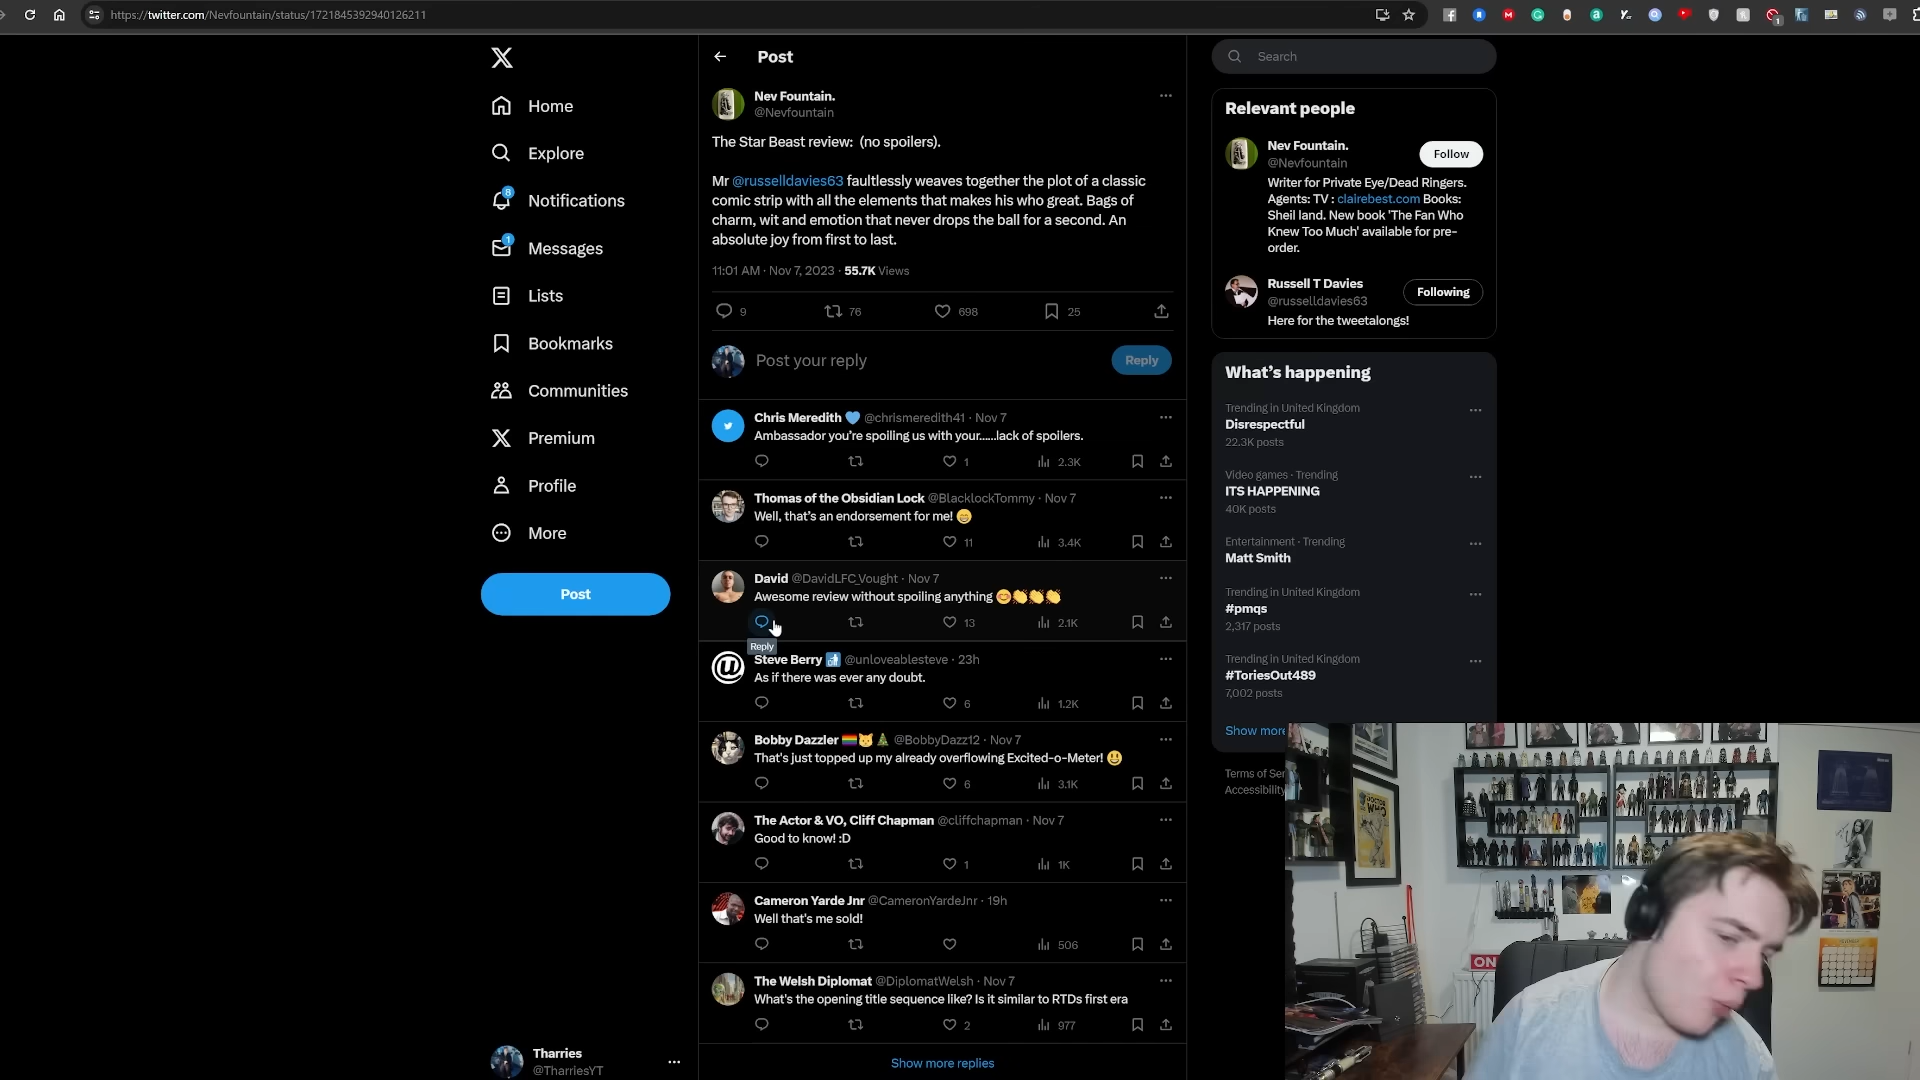 https://twitter.com/Nevfountain/status/1721845392940126211
Home
Explore
8
Notifications
1
Messages
Lists
Bookmarks
Communities
Premium
Profile
More
Post
Tharries
@TharriesYT
Post
Nev Fountain.
@Nevfountain
The Star Beast review: (no spoilers).
Mr @russelldavies63 faultlessly weaves together the plot of a classic
comic strip with all the elements that makes his who great. Bags of
charm, wit and emotion that never drops the ball for a second. An
absolute joy from first to last.
11:01 AM · Nov 7, 2023 · 55.7K Views
9 76 698 25
Post your reply
Reply
Chris Meredith @chrismeredith41 · Nov 7
Ambassador you're spoiling us with your......lack of spoilers.
1 2.3K
Thomas of the Obsidian Lock @BlacklockTommy · Nov 7
Well, that's an endorsement for me!
11 3.4K
David @DavidLFC_Vought · Nov 7
Awesome review without spoiling anything
13 2.1K
Reply
Steve Berry @unloveablesteve · 23h
As if there was ever any doubt.
6 1.2K
Bobby Dazzler @BobbyDazz12 · Nov 7
That's just topped up my already overflowing Excited-o-Meter!
6 3.1K
The Actor & VO, Cliff Chapman @cliffchapman · Nov 7
Good to know! :D
1 1K
Cameron Yarde Jnr @CameronYardeJnr · 19h
Well that's me sold!
506
The Welsh Diplomat @DiplomatWelsh · Nov 7
What's the opening title sequence like? Is it similar to RTDs first era
2 977
Show more replies
Search
Relevant people
Nev Fountain.
@Nevfountain
Follow
Writer for Private Eye/Dead Ringers.
Agents: TV : clairebest.com Books:
Sheil land. New book 'The Fan Who
Knew Too Much' available for pre-
order.
Russell T Davies
@russelldavies63
Following
Here for the tweetalongs!
What's happening
Trending in United Kingdom
Disrespectful
22.3K posts
Video games · Trending
ITS HAPPENING
40K posts
Entertainment · Trending
Matt Smith
Trending in United Kingdom
#pmqs
2,317 posts
Trending in United Kingdom
#ToriesOut489
7,002 posts
Show more
Terms of Ser
Accessibility
DOCTOR
WHO
ON